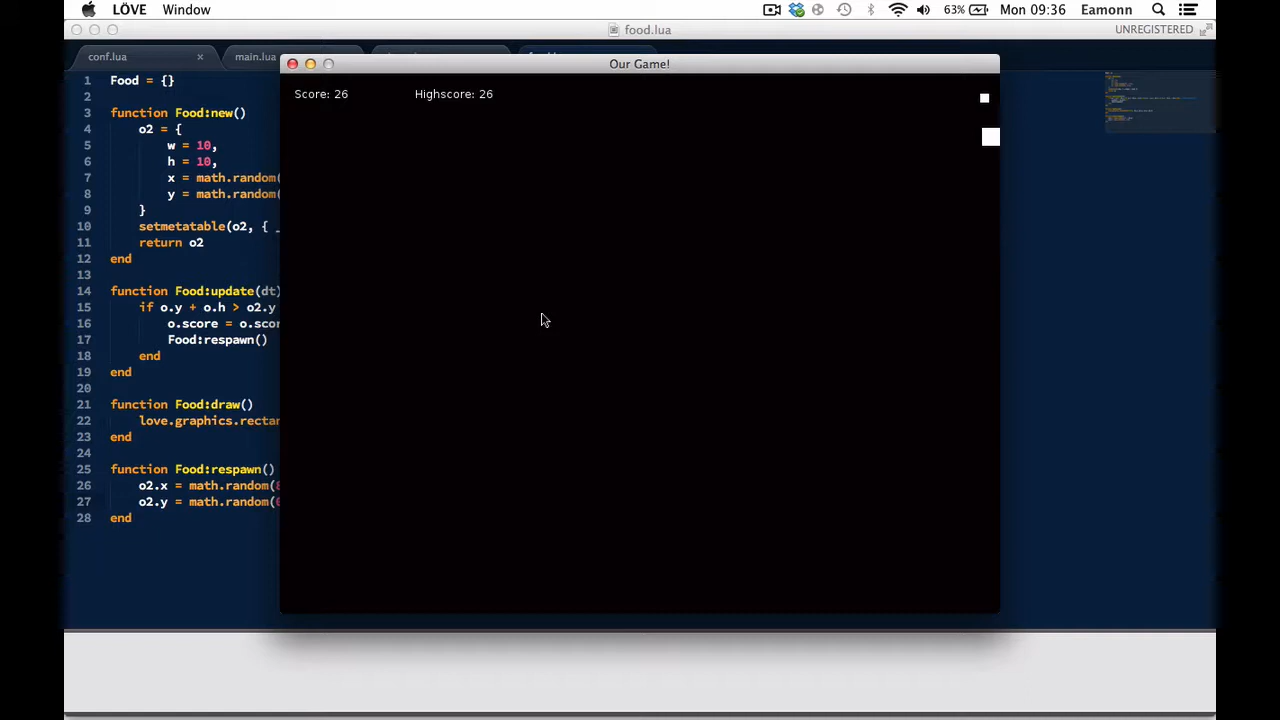 LÖVE Window 63% Mon 09:36 Eamonn
food.lua UNREGISTERED
conf.lua × main.lua
Our Game!
Score: 26 Highscore: 26
1 Food = {}
2
3 function Food:new()
4 o2 = {
5 w = 10,
6 h = 10,
7 x = math.random(
8 y = math.random(
9 }
10 setmetatable(o2, { _
11 return o2
12 end
13
14 function Food:update(dt)
15 if o.y + o.h > o2.y
16 o.score = o.scor
17 Food:respawn()
18 end
19 end
20
21 function Food:draw()
22 love.graphics.rectan
23 end
24
25 function Food:respawn()
26 o2.x = math.random(
27 o2.y = math.random(
28 end